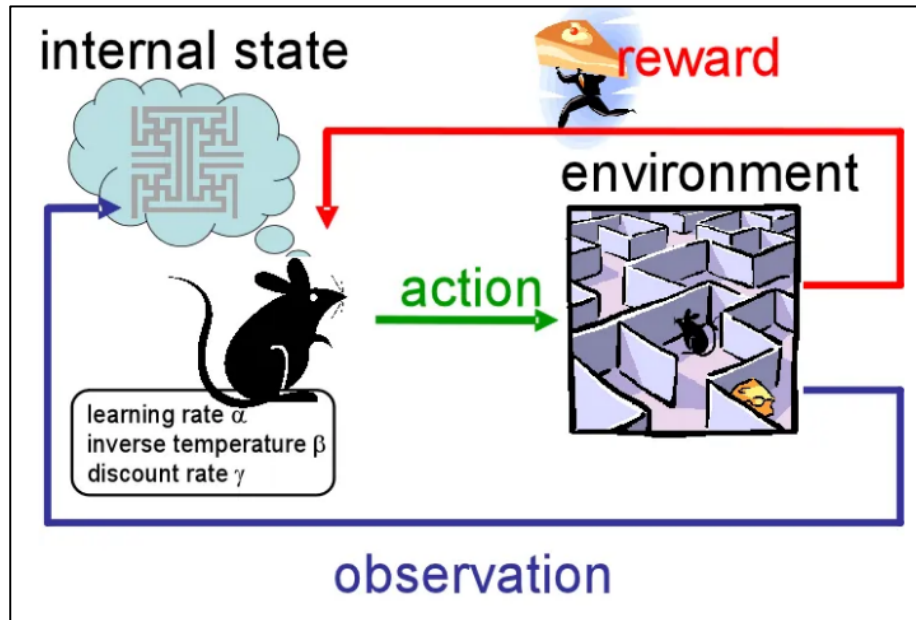 internal state
reward
environment
action
learning rate α
inverse temperature β
discount rate γ
observation